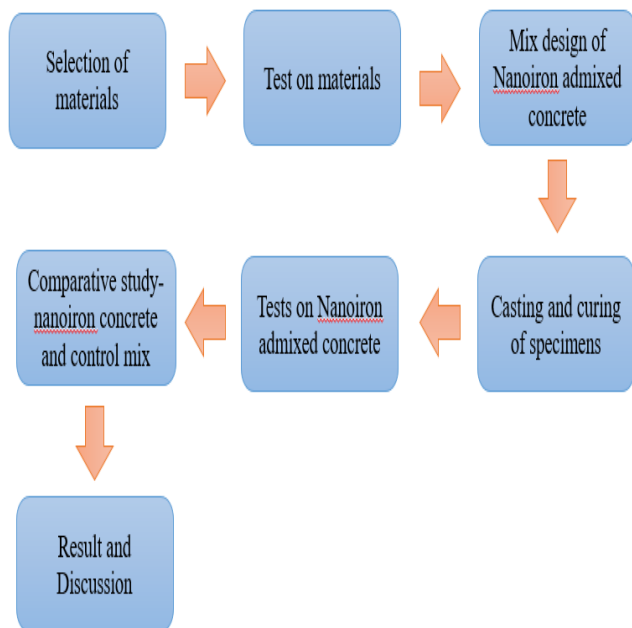 Selection of
materials
Test on materials
Mix design of
Nanoiron admixed
concrete
Casting and curing
of specimens
Tests on Nanoiron
admixed concrete
Comparative study-
nanoiron concrete
and control mix
Result and
Discussion